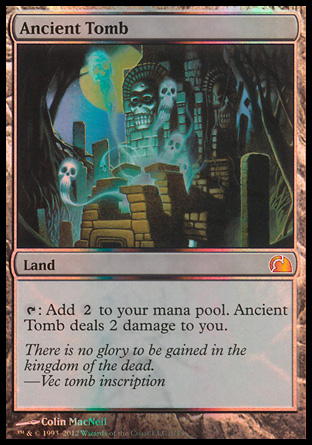 Ancient Tomb
Land
: Add 2 to your mana pool. Ancient
Tomb deals 2 damage to you.
There is no glory to be gained in the
kingdom of the dead.
—Vec tomb inscription
Colin MacNeil
™ & © 1993–2012 Wizards of the Coast LLC